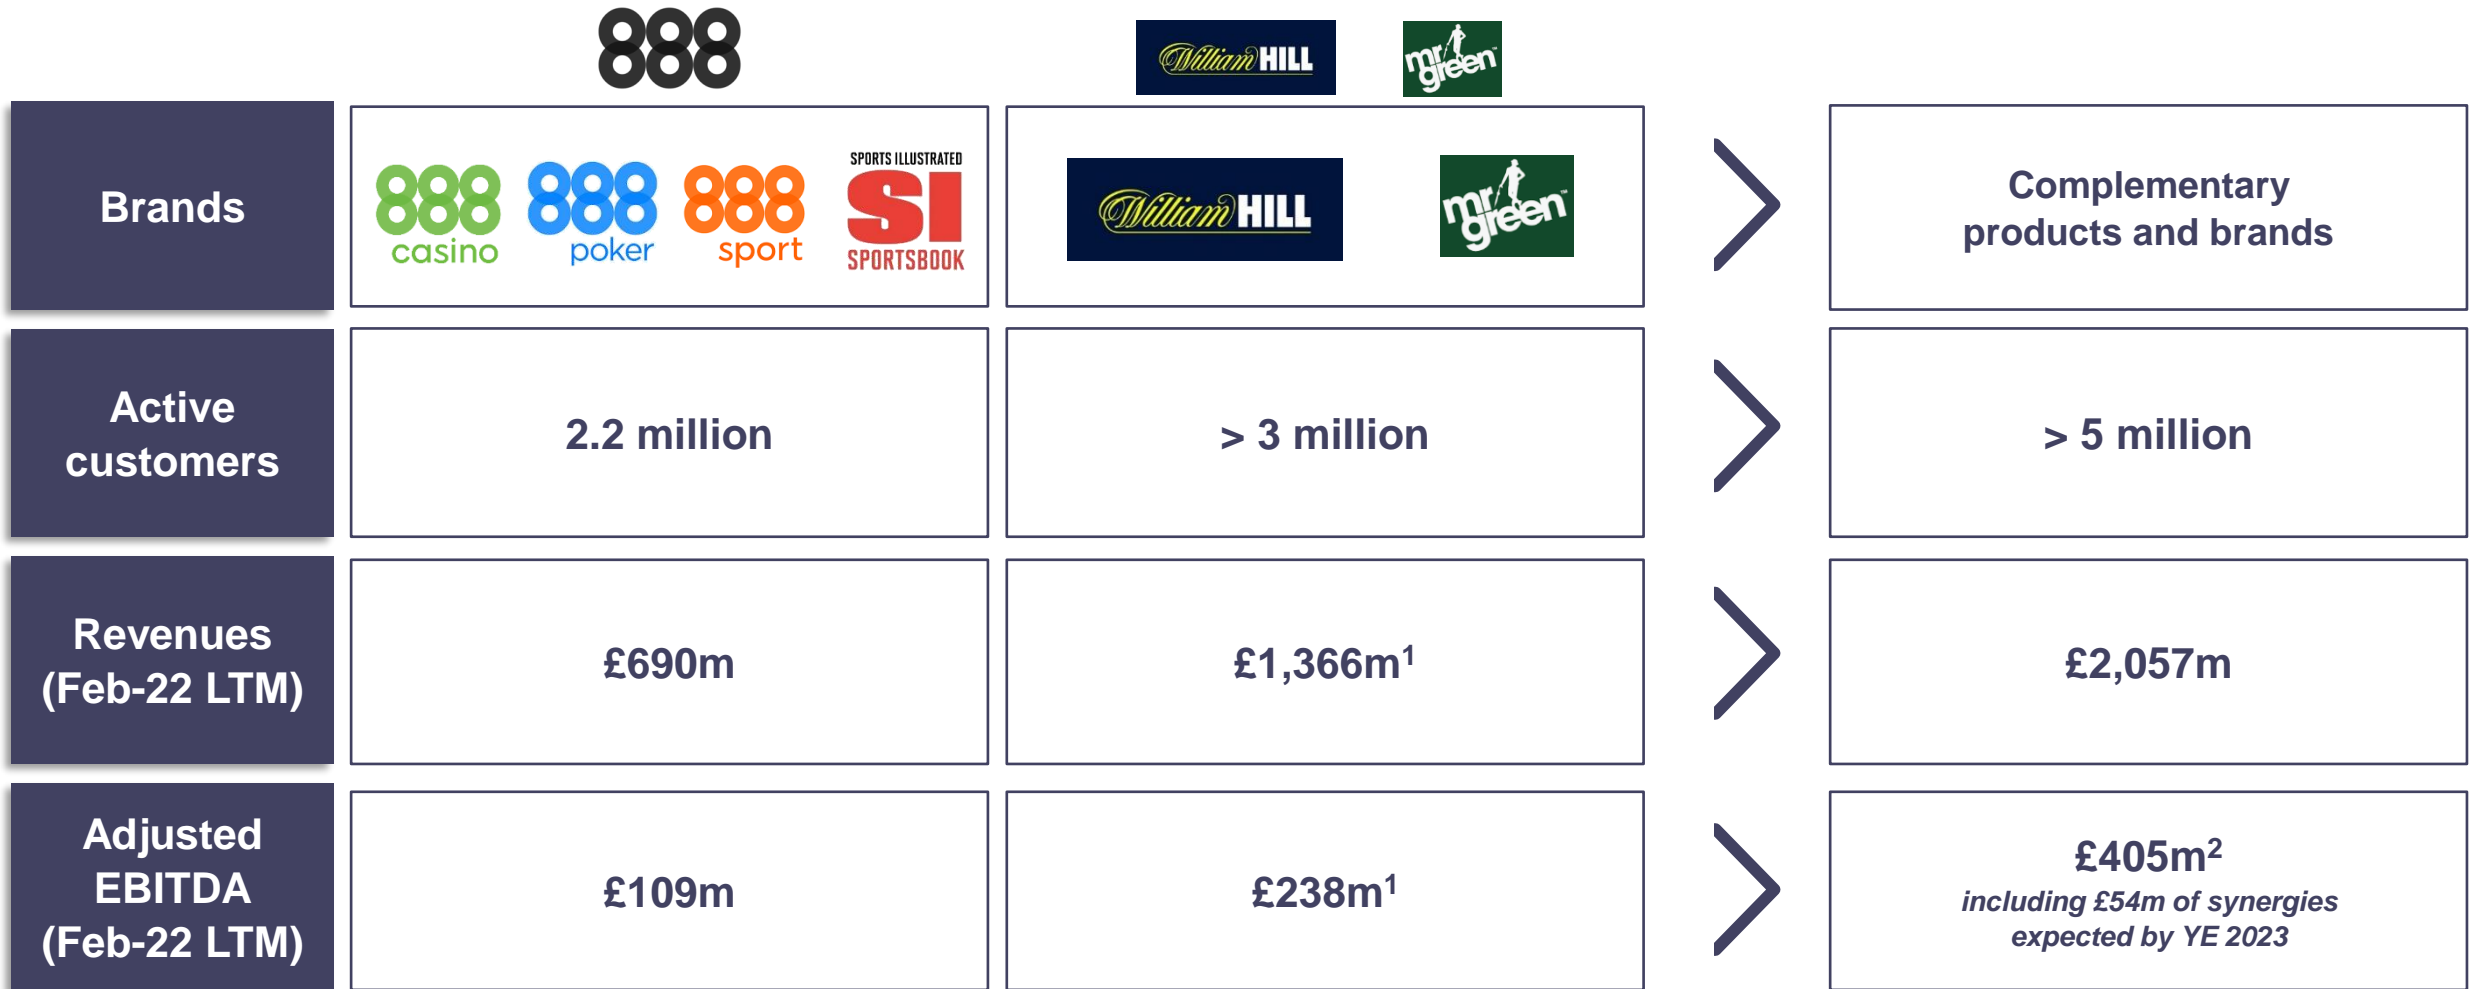 888
William HILL
mr green™
Brands
888
casino
888
poker
888
sport
SPORTS ILLUSTRATED
SI
SPORTSBOOK
William HILL
mr green™
Complementary
products and brands
Active
customers
2.2 million
> 3 million
> 5 million
Revenues
(Feb-22 LTM)
£690m
£1,366m¹
£2,057m
Adjusted
EBITDA
(Feb-22 LTM)
£109m
£238m¹
£405m²
including £54m of synergies
expected by YE 2023